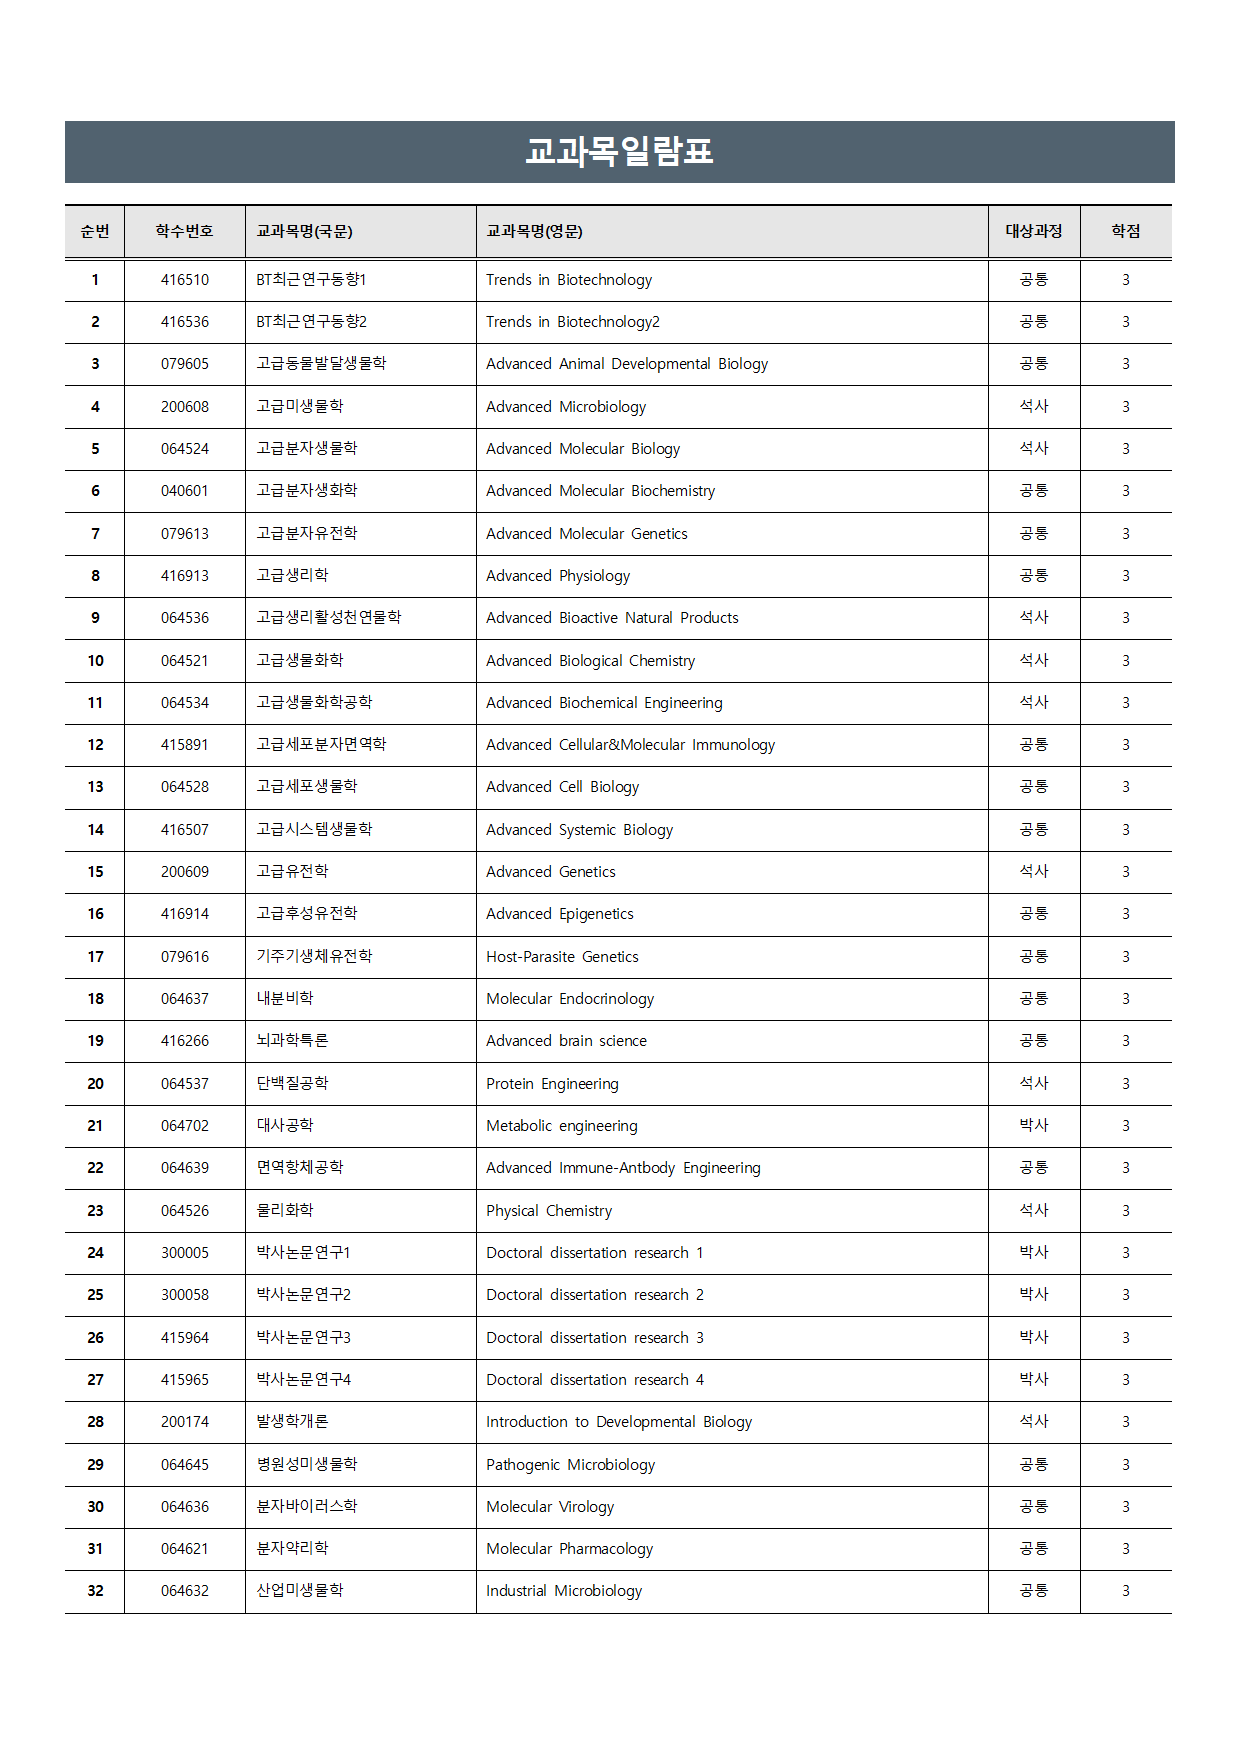 교과목일람표
순번 학수번호 교과목명(국문) 교과목명(영문) 대상과정 학점
1 416510 BT최근연구동향1 Trends in Biotechnology 공통 3
2 416536 BT최근연구동향2 Trends in Biotechnology2 공통 3
3 079605 고급동물발달생물학 Advanced Animal Developmental Biology 공통 3
4 200608 고급미생물학 Advanced Microbiology 석사 3
5 064524 고급분자생물학 Advanced Molecular Biology 석사 3
6 040601 고급분자생화학 Advanced Molecular Biochemistry 공통 3
7 079613 고급분자유전학 Advanced Molecular Genetics 공통 3
8 416913 고급생리학 Advanced Physiology 공통 3
9 064536 고급생리활성천연물학 Advanced Bioactive Natural Products 석사 3
10 064521 고급생물화학 Advanced Biological Chemistry 석사 3
11 064534 고급생물화학공학 Advanced Biochemical Engineering 석사 3
12 415891 고급세포분자면역학 Advanced Cellular&Molecular Immunology 공통 3
13 064528 고급세포생물학 Advanced Cell Biology 공통 3
14 416507 고급시스템생물학 Advanced Systemic Biology 공통 3
15 200609 고급유전학 Advanced Genetics 석사 3
16 416914 고급후성유전학 Advanced Epigenetics 공통 3
17 079616 기주기생체유전학 Host-Parasite Genetics 공통 3
18 064637 내분비학 Molecular Endocrinology 공통 3
19 416266 뇌과학특론 Advanced brain science 공통 3
20 064537 단백질공학 Protein Engineering 석사 3
21 064702 대사공학 Metabolic engineering 박사 3
22 064639 면역항체공학 Advanced Immune-Antbody Engineering 공통 3
23 064526 물리화학 Physical Chemistry 석사 3
24 300005 박사논문연구1 Doctoral dissertation research 1 박사 3
25 300058 박사논문연구2 Doctoral dissertation research 2 박사 3
26 415964 박사논문연구3 Doctoral dissertation research 3 박사 3
27 415965 박사논문연구4 Doctoral dissertation research 4 박사 3
28 200174 발생학개론 Introduction to Developmental Biology 석사 3
29 064645 병원성미생물학 Pathogenic Microbiology 공통 3
30 064636 분자바이러스학 Molecular Virology 공통 3
31 064621 분자약리학 Molecular Pharmacology 공통 3
32 064632 산업미생물학 Industrial Microbiology 공통 3